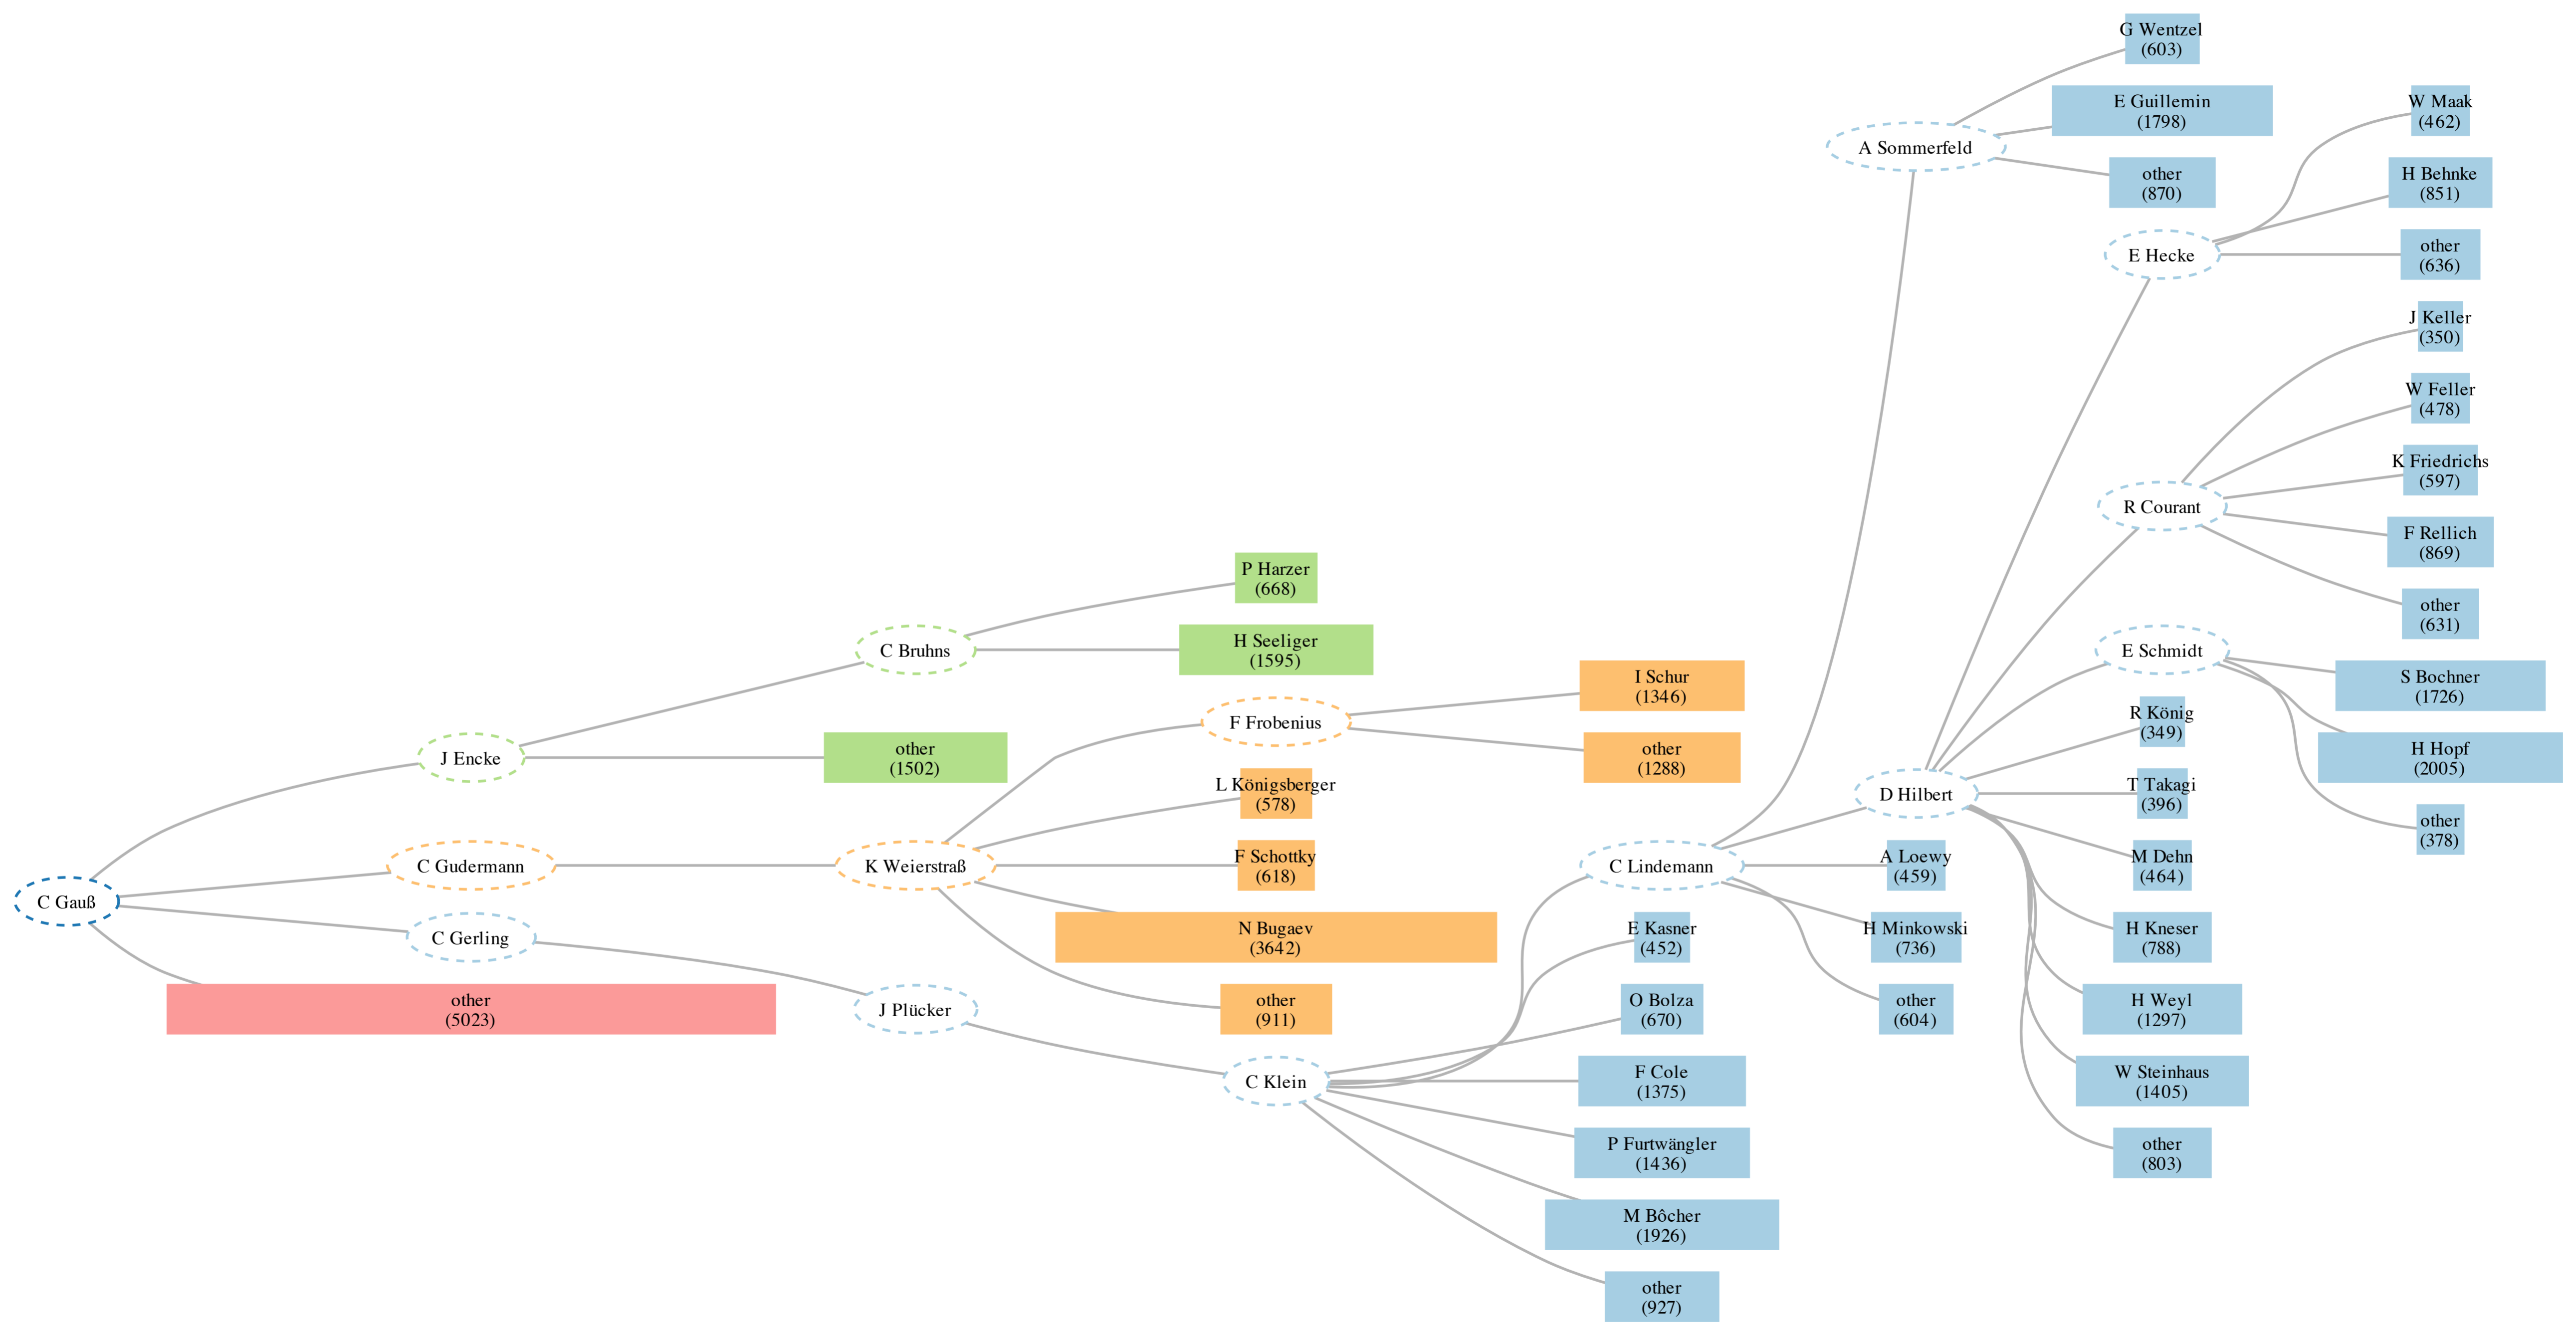 G Wentzel
(603)
E Guillemin
(1798)
W Maak
(462)
A Sommerfeld
other
(870)
H Behnke
(851)
E Hecke
other
(636)
J Keller
(350)
W Feller
(478)
K Friedrichs
(597)
R Courant
F Rellich
(869)
other
(631)
P Harzer
(668)
C Bruhns
H Seeliger
(1595)
E Schmidt
I Schur
(1346)
S Bochner
(1726)
F Frobenius
R König
(349)
J Encke
other
(1502)
other
(1288)
H Hopf
(2005)
L Königsberger
(578)
D Hilbert
T Takagi
(396)
other
(378)
C Gudermann
K Weierstraß
F Schottky
(618)
C Lindemann
A Loewy
(459)
M Dehn
(464)
C Gauß
C Gerling
N Bugaev
(3642)
E Kasner
(452)
H Minkowski
(736)
H Kneser
(788)
other
(5023)
J Plücker
other
(911)
O Bolza
(670)
other
(604)
H Weyl
(1297)
C Klein
F Cole
(1375)
W Steinhaus
(1405)
P Furtwängler
(1436)
other
(803)
M Bôcher
(1926)
other
(927)